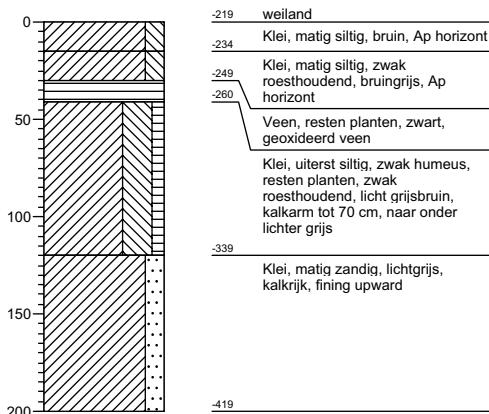 0
50
100
150
200
-219
weiland
Klei, matig siltig, bruin, Ap horizont
-234
Klei, matig siltig, zwak
roesthoudend, bruingrijs, Ap
horizont
-249
-260
Veen, resten planten, zwart,
geoxideerd veen
Klei, uiterst siltig, zwak humeus,
resten planten, zwak
roesthoudend, licht grijsbruin,
kalkarm tot 70 cm, naar onder
lichter grijs
-339
Klei, matig zandig, lichtgrijs,
kalkrijk, fining upward
-419